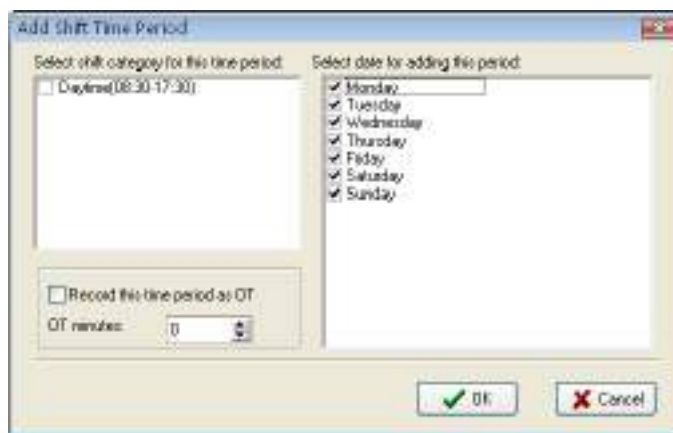 Add Shift Time Period
Select shift category for this time period:
Daytime(08:30-17:30)
Select date for adding this period:
Monday
Tuesday
Wednesday
Thursday
Friday
Saturday
Sunday
Record this time period as OT
OT minutes:
0
OK
Cancel